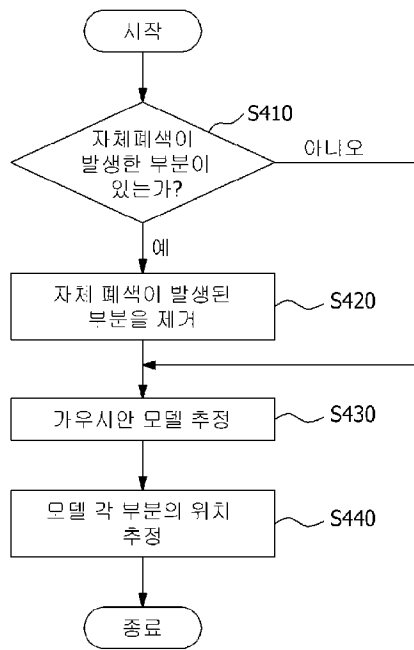 시작
S410
자체폐색이
발생한 부분이
있는가?
아니오
예
자체 폐색이 발생된
부분을 제거
S420
가우시안 모델 추정
S430
모델 각 부분의 위치
추정
S440
종료